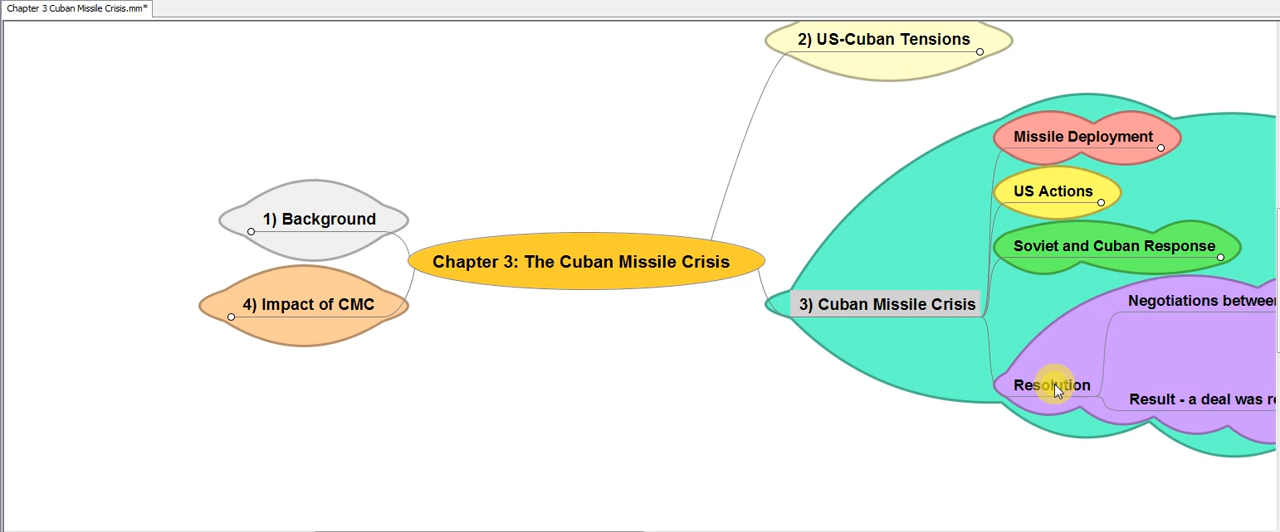 Chapter 3 Cuban Missile Crisis.mm*
2) US-Cuban Tensions
Missile Deployment
US Actions
1) Background
Soviet and Cuban Response
Chapter 3: The Cuban Missile Crisis
4) Impact of CMC
3) Cuban Missile Crisis
Negotiations between
Resolution
Result - a deal was